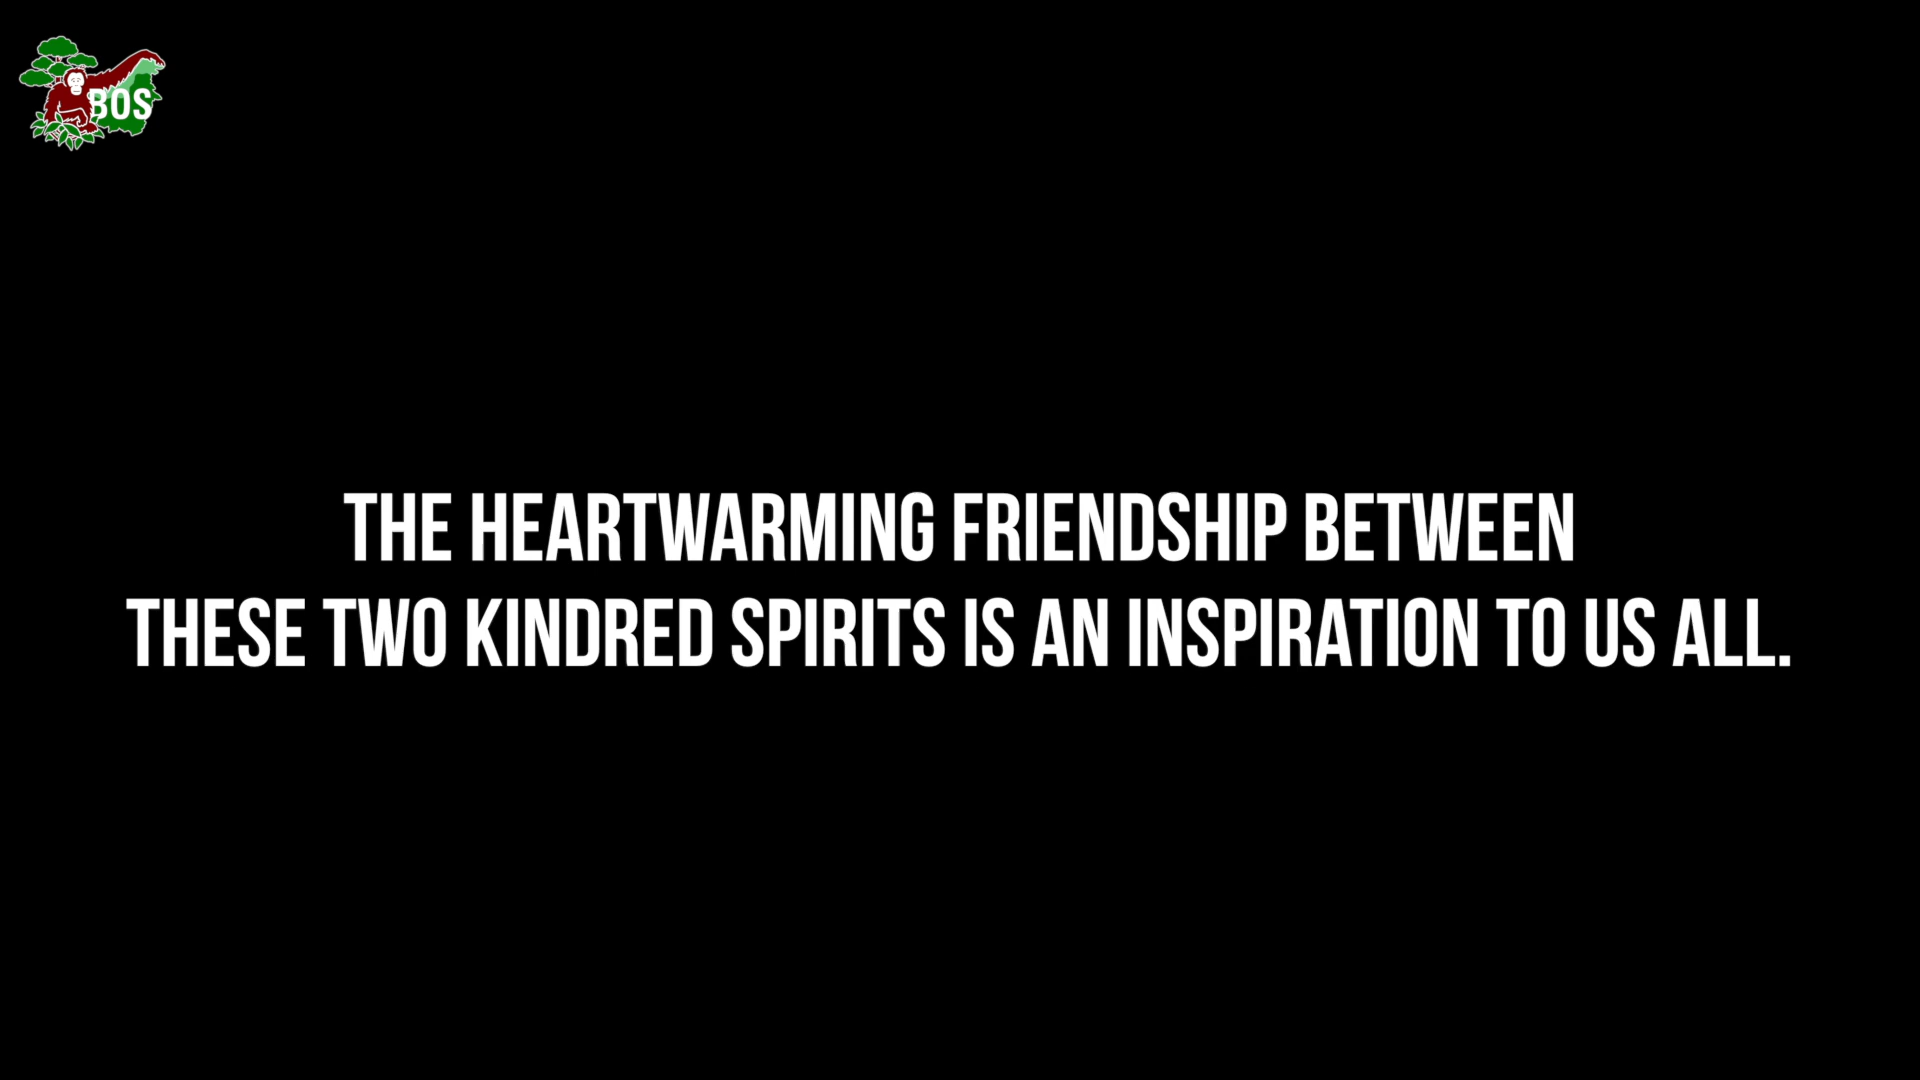 BOS
THE HEARTWARMING FRIENDSHIP BETWEEN
THESE TWO KINDRED SPIRITS IS AN INSPIRATION TO US ALL.